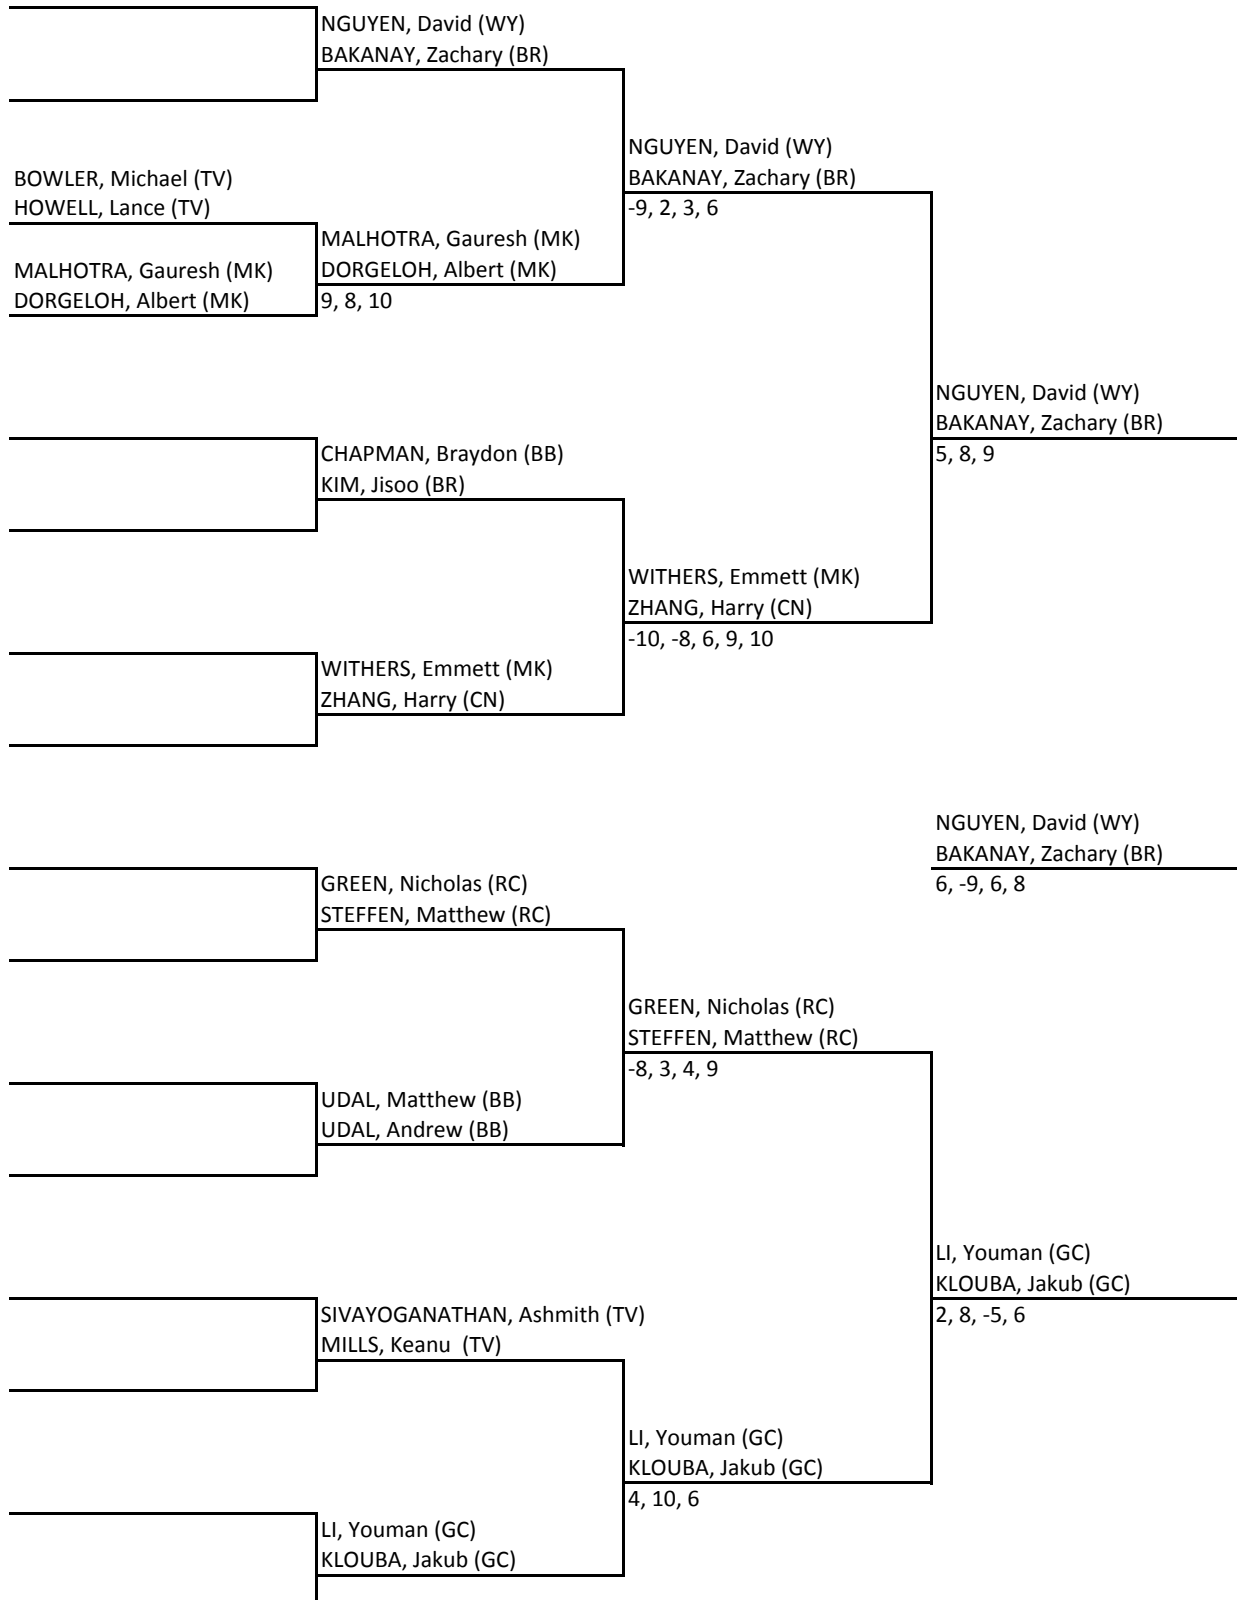 NGUYEN, David (WY)
BAKANAY, Zachary (BR)
NGUYEN, David (WY)
BAKANAY, Zachary (BR)
-9, 2, 3, 6
BOWLER, Michael (TV)
HOWELL, Lance (TV)
MALHOTRA, Gauresh (MK)
DORGELOH, Albert (MK)
9, 8, 10
MALHOTRA, Gauresh (MK)
DORGELOH, Albert (MK)
NGUYEN, David (WY)
BAKANAY, Zachary (BR)
5, 8, 9
CHAPMAN, Braydon (BB)
KIM, Jisoo (BR)
WITHERS, Emmett (MK)
ZHANG, Harry (CN)
-10, -8, 6, 9, 10
WITHERS, Emmett (MK)
ZHANG, Harry (CN)
NGUYEN, David (WY)
BAKANAY, Zachary (BR)
6, -9, 6, 8
GREEN, Nicholas (RC)
STEFFEN, Matthew (RC)
GREEN, Nicholas (RC)
STEFFEN, Matthew (RC)
-8, 3, 4, 9
UDAL, Matthew (BB)
UDAL, Andrew (BB)
LI, Youman (GC)
KLOUBA, Jakub (GC)
2, 8, -5, 6
SIVAYOGANATHAN, Ashmith (TV)
MILLS, Keanu  (TV)
LI, Youman (GC)
KLOUBA, Jakub (GC)
4, 10, 6
LI, Youman (GC)
KLOUBA, Jakub (GC)